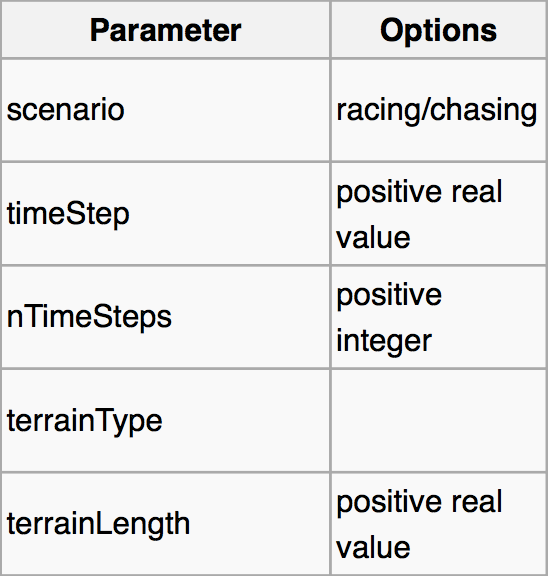 Parameter Options
scenario racing/chasing
timeStep positive real
value
nTimeSteps positive
integer
terrainType
terrainLength positive real
value